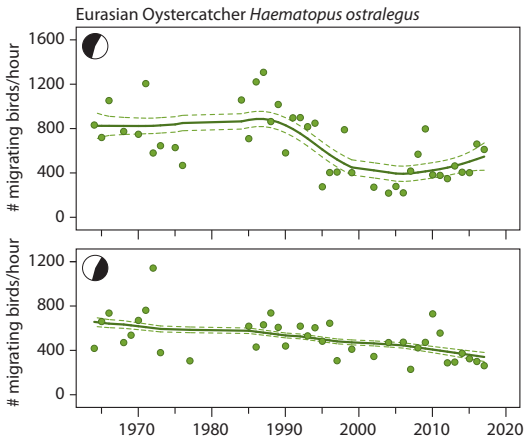 Eurasian Oystercatcher Haematopus ostralegus
# migrating birds/hour
1600
1200
800
400
0
# migrating birds/hour
1200
800
400
0
1970 1980 1990 2000 2010 2020